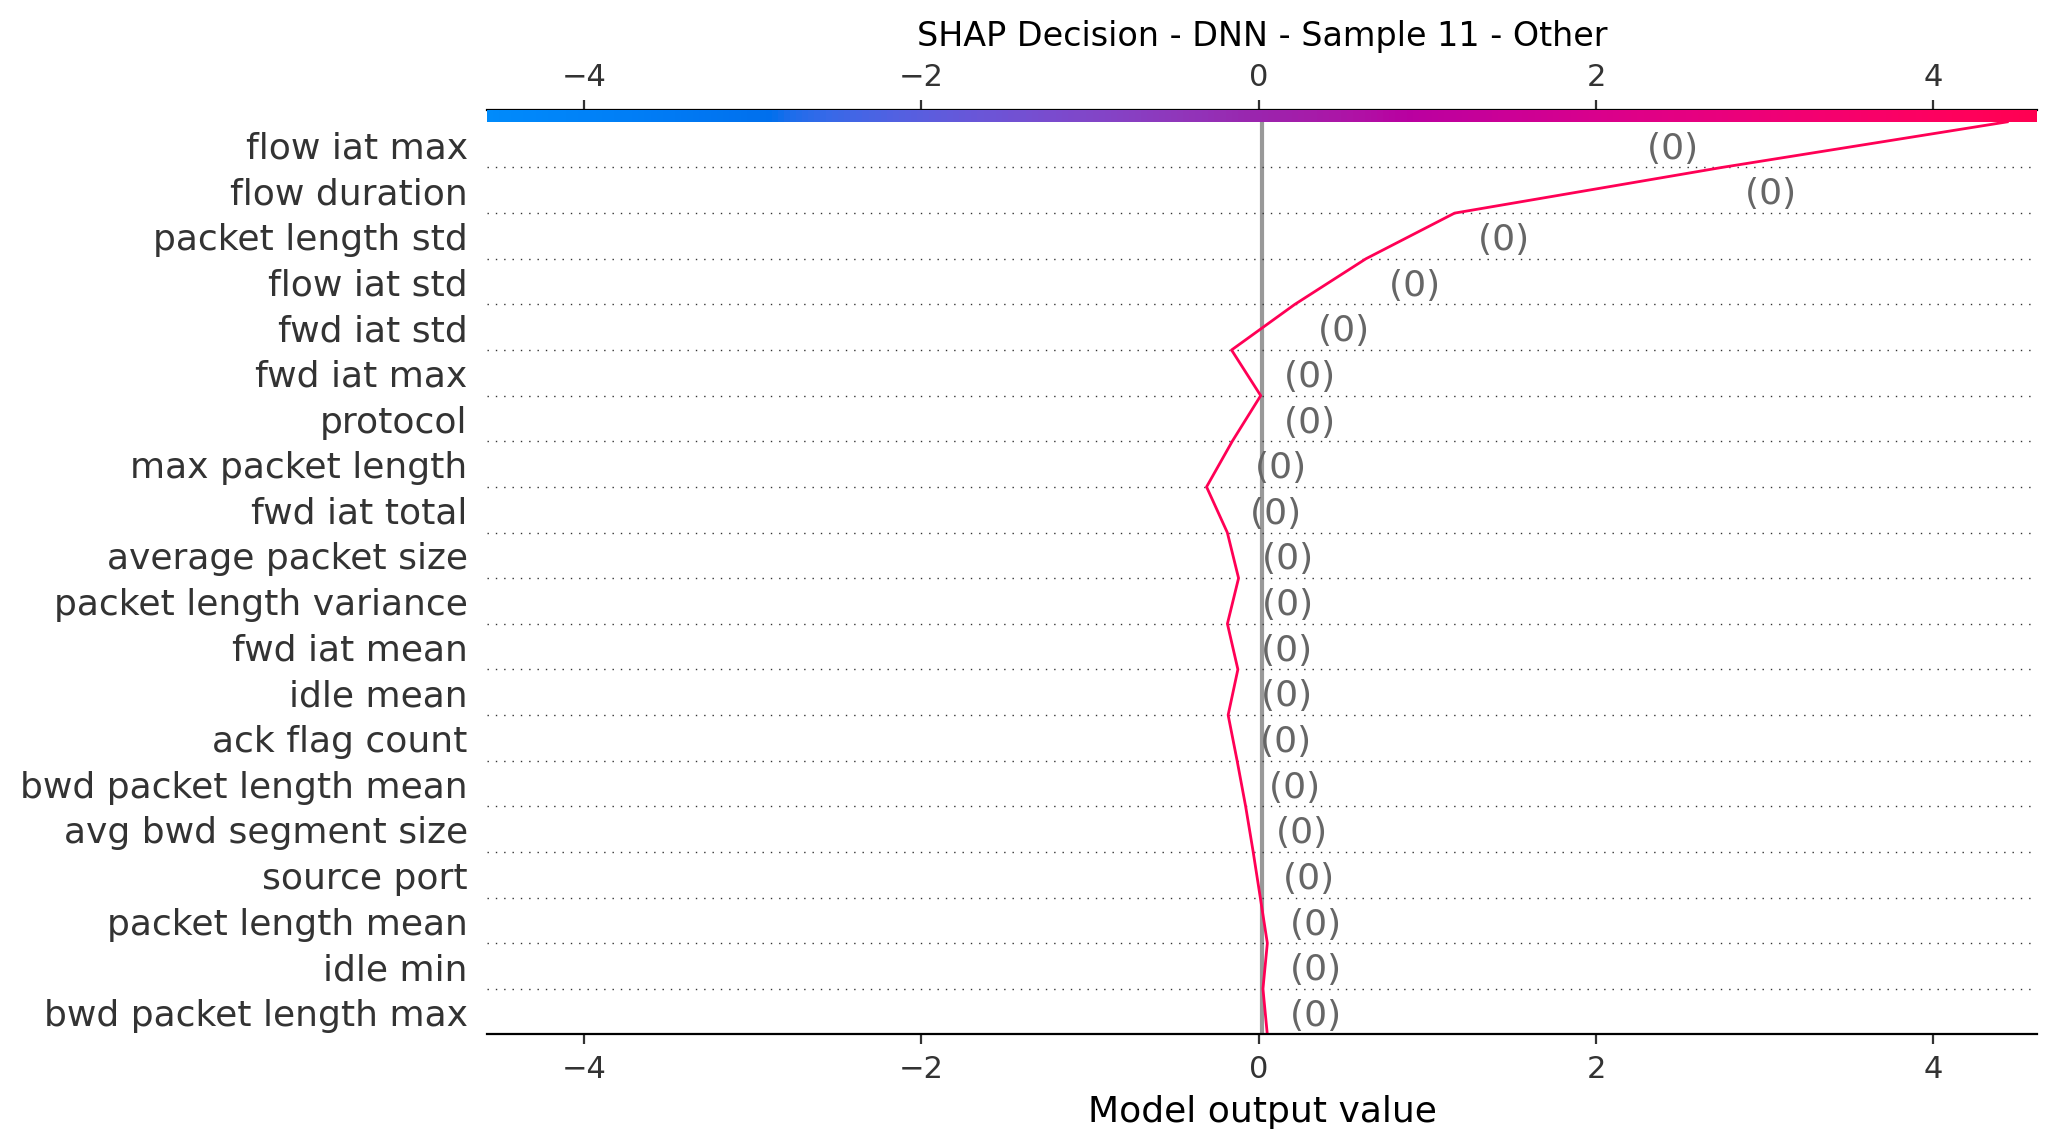 SHAP Decision - DNN - Sample 11 - Other
−4 −2 0 2 4
flow iat max (0)
flow duration (0)
packet length std (0)
flow iat std (0)
fwd iat std (0)
fwd iat max (0)
protocol (0)
max packet length (0)
fwd iat total (0)
average packet size (0)
packet length variance (0)
fwd iat mean (0)
idle mean (0)
ack flag count (0)
bwd packet length mean (0)
avg bwd segment size (0)
source port (0)
packet length mean (0)
idle min (0)
bwd packet length max (0)
−4 −2 0 2 4
Model output value